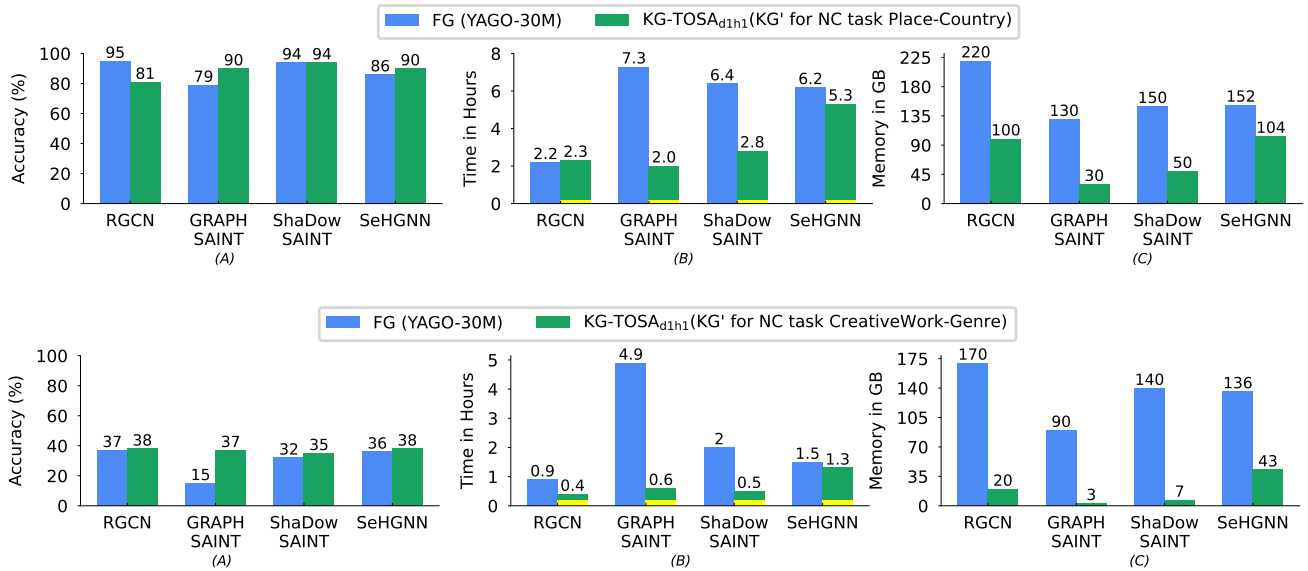 FG (YAGO-30M) KG-TOSAd1h1(KG' for NC task Place-Country)
Accuracy (%)
100
80
60
40
20
0
95 81 79 90 94 94 86 90
RGCN GRAPH SAINT ShaDow SAINT SeHGNN
(A)
Time in Hours
8
6
4
2
0
2.2 2.3 7.3 2.0 6.4 2.8 6.2 5.3
RGCN GRAPH SAINT ShaDow SAINT SeHGNN
(B)
Memory in GB
225
180
135
90
45
0
220 100 130 30 150 50 152 104
RGCN GRAPH SAINT ShaDow SAINT SeHGNN
(C)
FG (YAGO-30M) KG-TOSAd1h1(KG' for NC task CreativeWork-Genre)
Accuracy (%)
100
80
60
40
20
0
37 38 15 37 32 35 36 38
RGCN GRAPH SAINT ShaDow SAINT SeHGNN
(A)
Time in Hours
5
4
3
2
1
0
0.9 0.4 4.9 0.6 2 0.5 1.5 1.3
RGCN GRAPH SAINT ShaDow SAINT SeHGNN
(B)
Memory in GB
175
140
105
70
35
0
170 20 90 3 140 7 136 43
RGCN GRAPH SAINT ShaDow SAINT SeHGNN
(C)